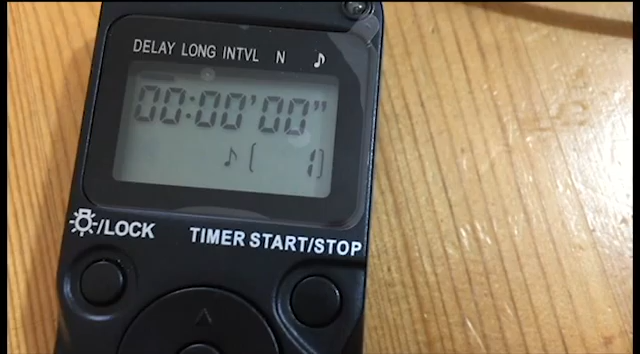 DELAY LONG INTVL N ♪
00:00'00"
♪ [ 1]
/LOCK TIMER START/STOP